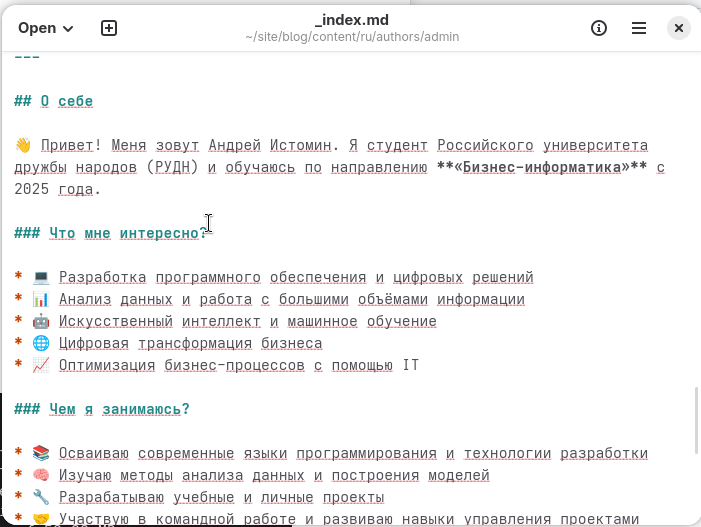 Open
_index.md
~/site/blog/content/ru/authors/admin
---
## О себе
👋 Привет! Меня зовут Андрей Истомин. Я студент Российского университета
дружбы народов (РУДН) и обучаюсь по направлению **«Бизнес-информатика»** с
2025 года.
### Что мне интересно?
* 💻 Разработка программного обеспечения и цифровых решений
* 📊 Анализ данных и работа с большими объёмами информации
* 🤖 Искусственный интеллект и машинное обучение
* 🌐 Цифровая трансформация бизнеса
* 📈 Оптимизация бизнес-процессов с помощью IT
### Чем я занимаюсь?
* 📚 Осваиваю современные языки программирования и технологии разработки
* 🧠 Изучаю методы анализа данных и построения моделей
* 🔧 Разрабатываю учебные и личные проекты
* 🤝 Участвую в командной работе и развиваю навыки управления проектами